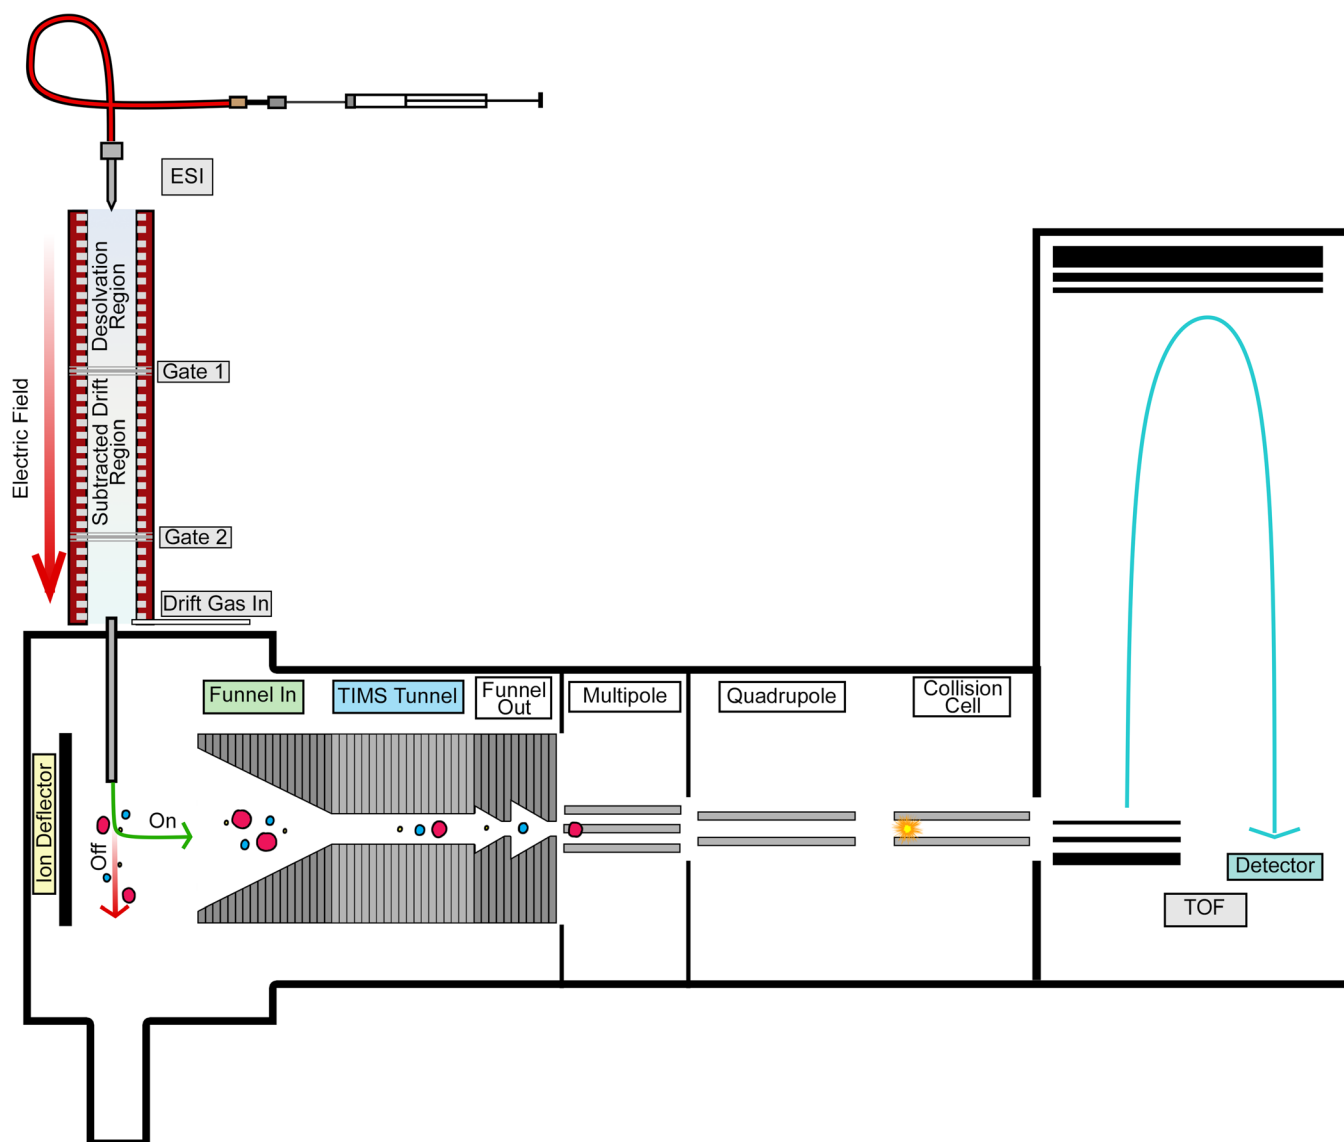 ESI
Desolvation
Region
Gate 1
Electric Field
Subtracted Drift
Region
Gate 2
Drift Gas In
Funnel In
TIMS Tunnel
Funnel
Out
Multipole
Quadrupole
Collision
Cell
Ion Deflector
On
Off
Detector
TOF